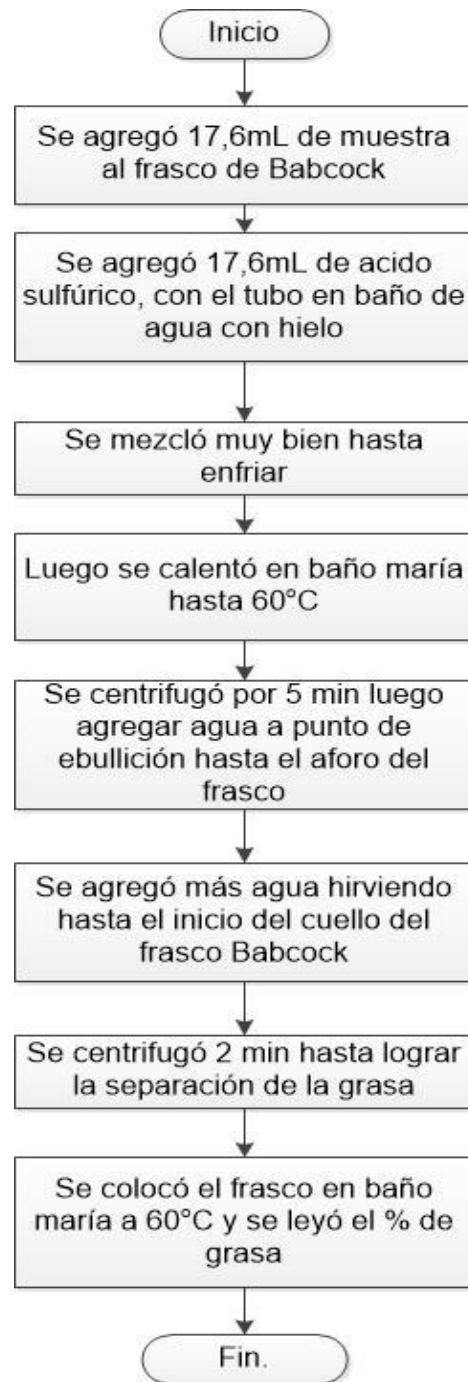 Inicio
Se agregó 17,6mL de muestra
al frasco de Babcock
Se agregó 17,6mL de acido
sulfúrico, con el tubo en baño de
agua con hielo
Se mezcló muy bien hasta
enfriar
Luego se calentó en baño maría
hasta 60°C
Se centrifugó por 5 min luego
agregar agua a punto de
ebullición hasta el aforo del
frasco
Se agregó más agua hirviendo
hasta el inicio del cuello del
frasco Babcock
Se centrifugó 2 min hasta lograr
la separación de la grasa
Se colocó el frasco en baño
maría a 60°C y se leyó el % de
grasa
Fin.